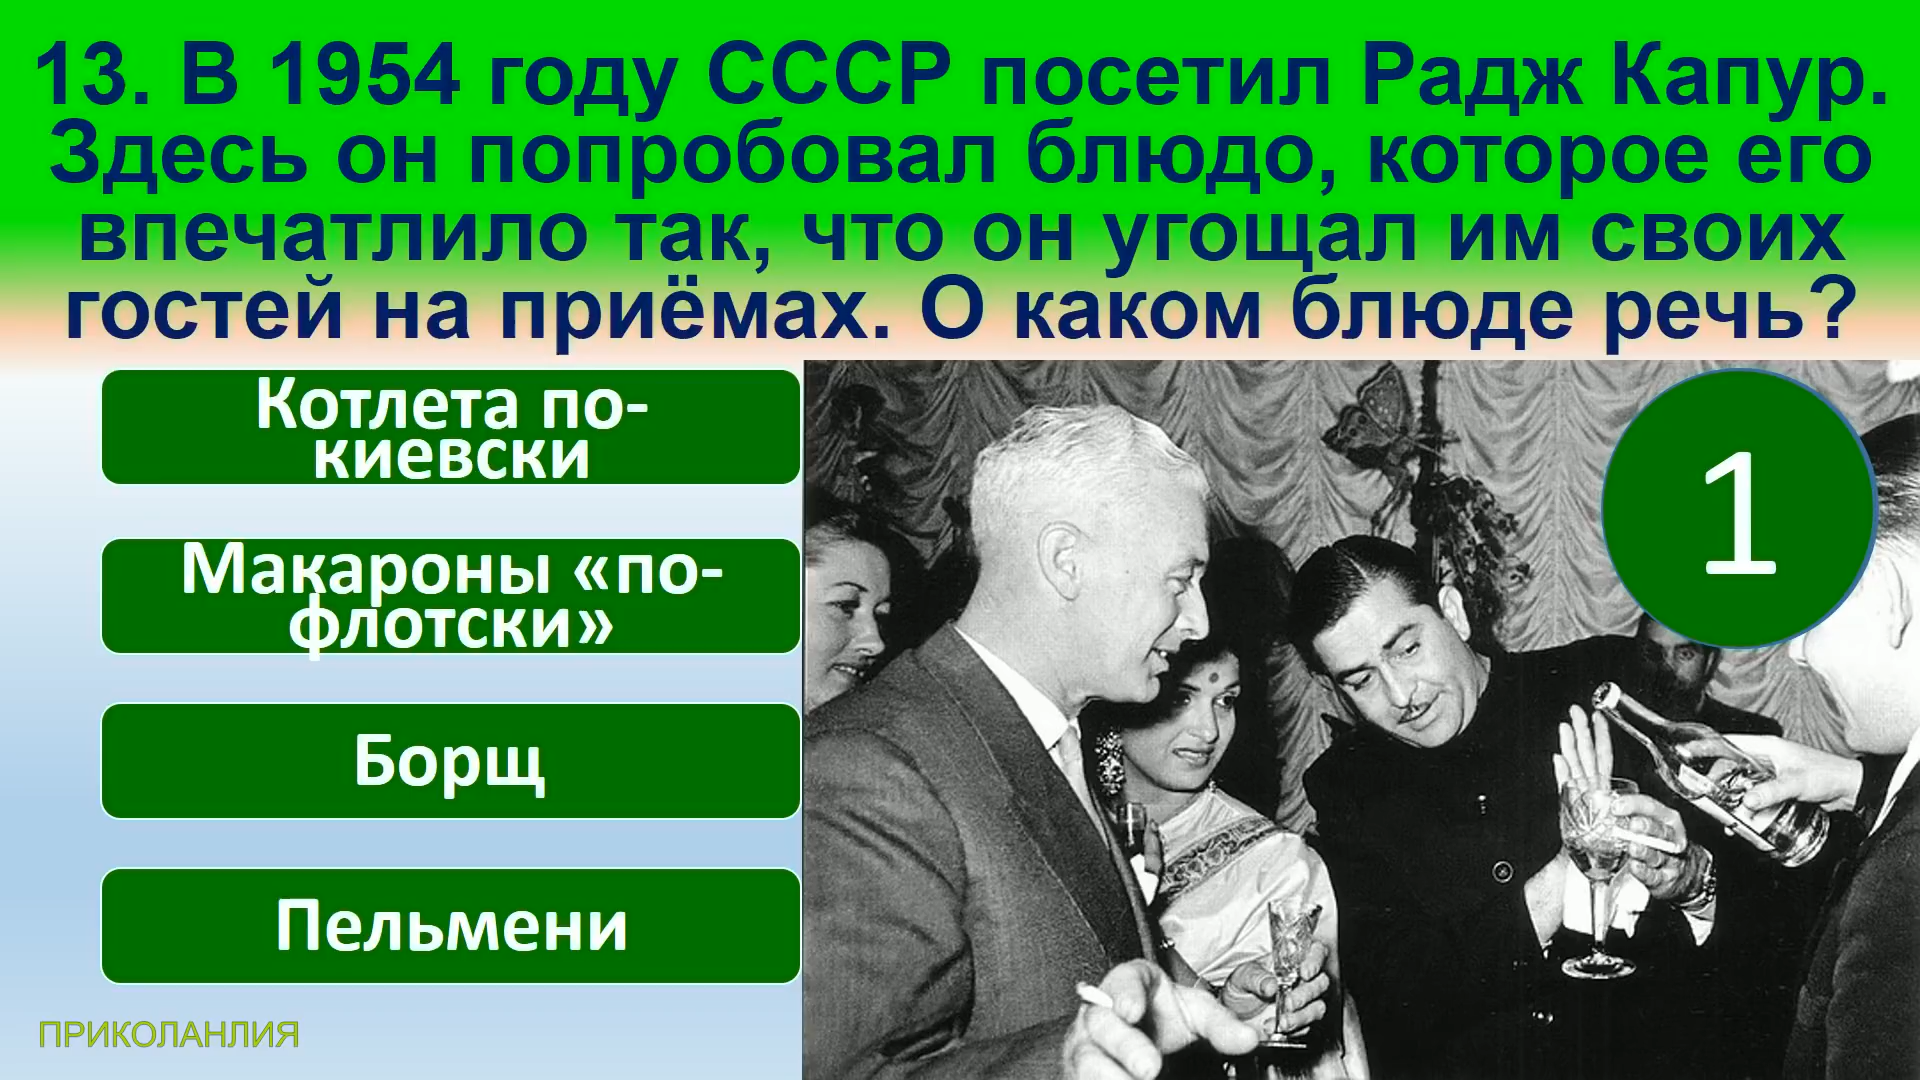 13. В 1954 году СССР посетил Радж Капур.
Здесь он попробовал блюдо, которое его
впечатлило так, что он угощал им своих
гостей на приёмах. О каком блюде речь?
Котлета по-
киевски
Макароны «по-
флотски»
Борщ
Пельмени
1
ПРИКОЛАНЛИЯ